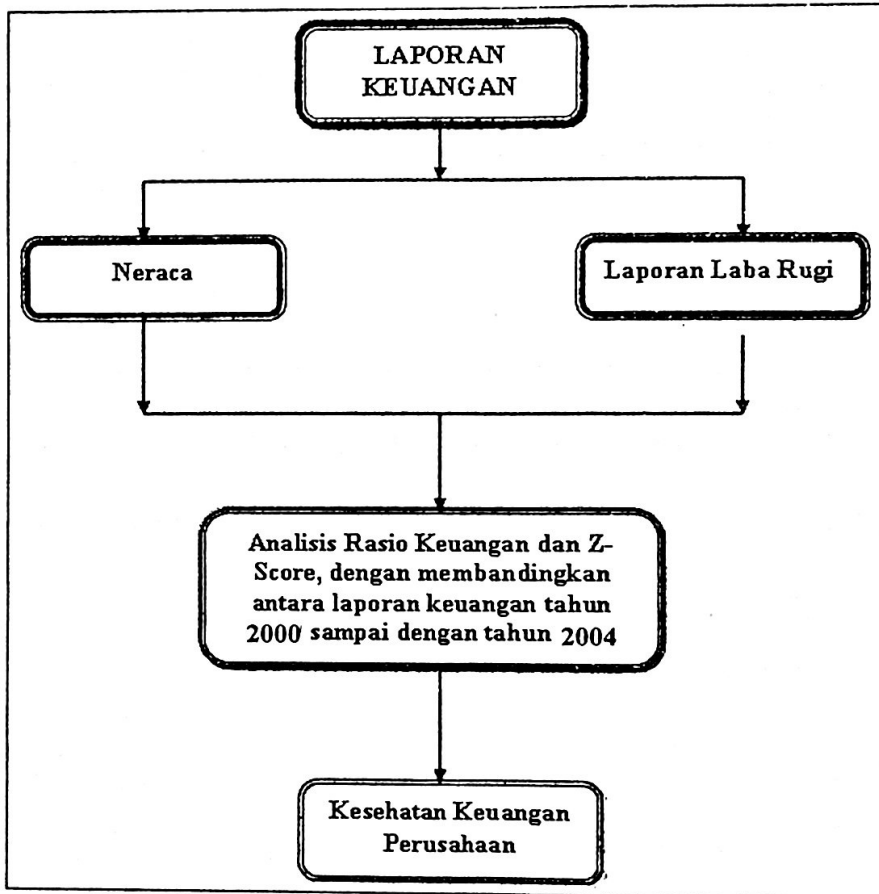 LAPORAN
KEUANGAN
Neraca
Laporan Laba Rugi
Analisis Rasio Keuangan dan Z-
Score, dengan membandingkan
antara laporan keuangan tahun
2000 sampai dengan tahun 2004
Kesehatan Keuangan
Perusahaan